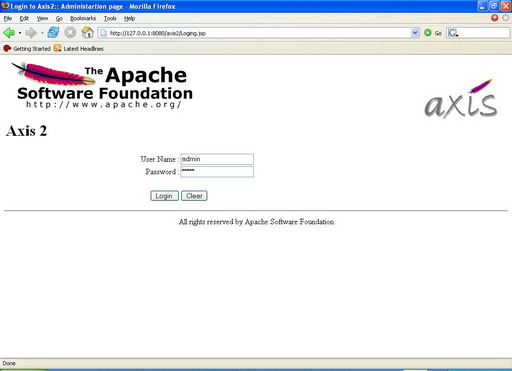 Login to Axis2:: Administartion page - Mozilla Firefox
File Edit View Go Bookmarks Tools Help
http://127.0.0.1:8080/axis2/Loging.jsp Go
Getting Started Latest Headlines
The Apache
Software Foundation
http://www.apache.org/
axis
Axis 2
User Name : admin
Password : *****
Login Clear
All rights reserved by Apache Software Foundation
Done